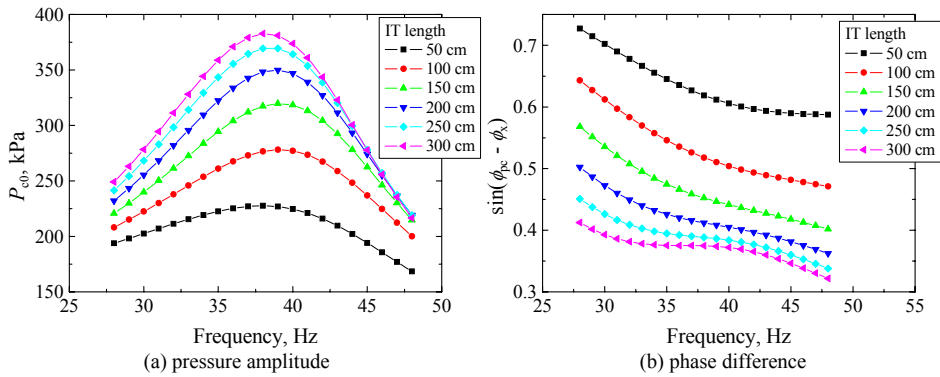 400
350
300
250
200
150
P_c0, kPa
25 30 35 40 45 50
Frequency, Hz
IT length
50 cm
100 cm
150 cm
200 cm
250 cm
300 cm
(a) pressure amplitude
0.7
0.6
0.5
0.4
0.3
sin(ϕ_pc - ϕ_x)
25 30 35 40 45 50 55
Frequency, Hz
IT length
50 cm
100 cm
150 cm
200 cm
250 cm
300 cm
(b) phase difference